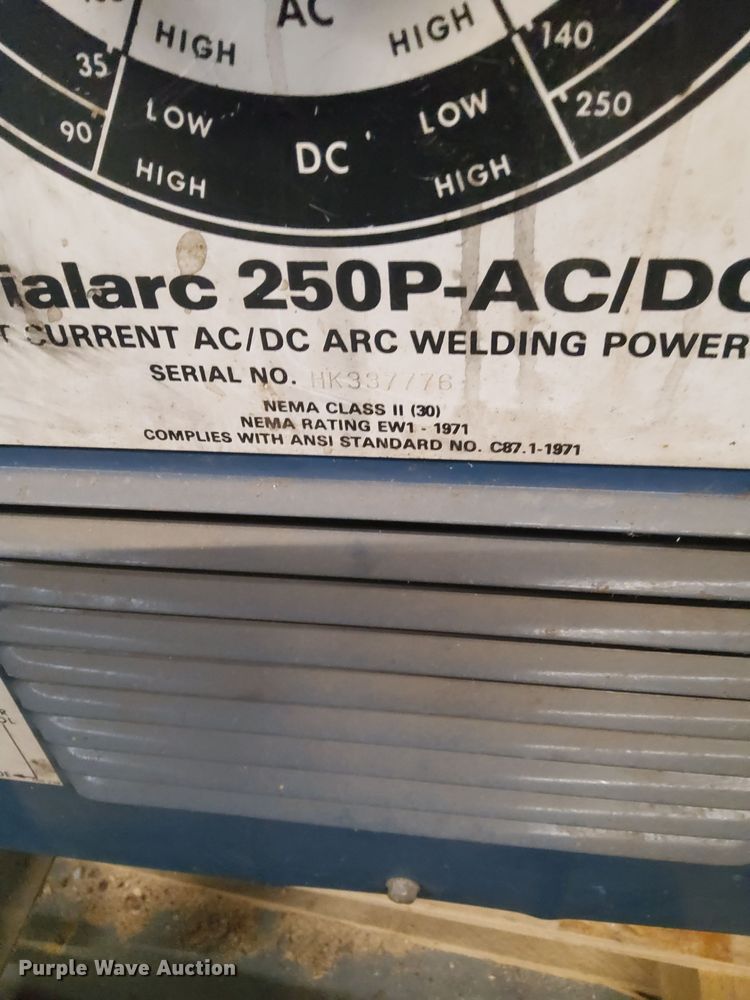 AC
HIGH HIGH
35 140
LOW LOW
90 DC 250
HIGH HIGH
ialarc 250P-AC/DC
T CURRENT AC/DC ARC WELDING POWER
SERIAL NO. HK337776
NEMA CLASS II (30)
NEMA RATING EW1 - 1971
COMPLIES WITH ANSI STANDARD NO. C87.1-1971
R
OL
DE
Purple Wave Auction